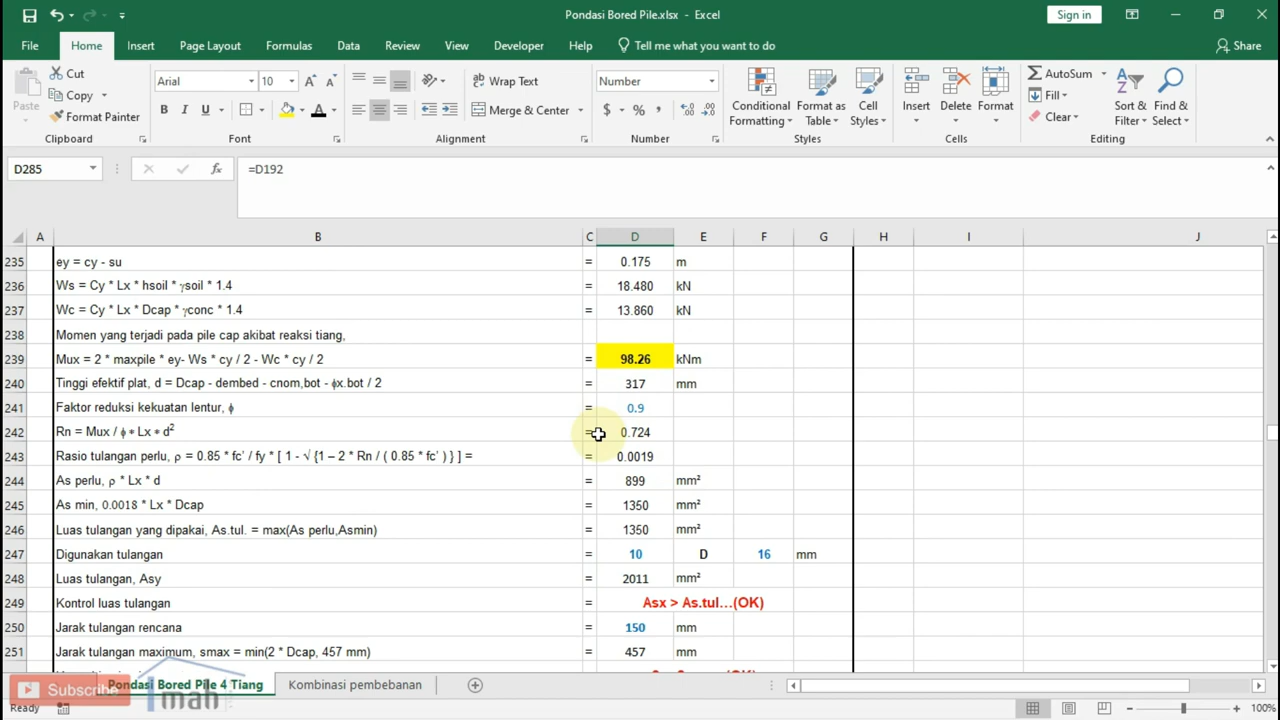 Pondasi Bored Pile.xlsx - Excel
Sign in
File Home Insert Page Layout Formulas Data Review View Developer Help Tell me what you want to do Share
Paste
Cut
Copy
Format Painter
Clipboard
Arial 10
B I U
Font
Wrap Text
Merge & Center
Alignment
Number
$ % ,
Number
Conditional Formatting
Format as Table
Cell Styles
Styles
Insert
Delete
Format
Cells
AutoSum
Fill
Clear
Sort & Filter
Find & Select
Editing
D285 fx =D192
A B C D E F G H I J
235 ey = cy - su = 0.175 m
236 Ws = Cy * Lx * hsoil * γsoil * 1.4 = 18.480 kN
237 Wc = Cy * Lx * Dcap * γconc * 1.4 = 13.860 kN
238 Momen yang terjadi pada pile cap akibat reaksi tiang,
239 Mux = 2 * maxpile * ey- Ws * cy / 2 - Wc * cy / 2 = 98.26 kNm
240 Tinggi efektif plat, d = Dcap - dembed - cnom,bot - ϕx.bot / 2 = 317 mm
241 Faktor reduksi kekuatan lentur, ϕ = 0.9
242 Rn = Mux / ϕ * Lx * d² = 0.724
243 Rasio tulangan perlu, ρ = 0.85 * fc’ / fy * [ 1 - √ {1 – 2 * Rn / ( 0.85 * fc’ ) } ] = = 0.0019
244 As perlu, ρ * Lx * d = 899 mm²
245 As min, 0.0018 * Lx * Dcap = 1350 mm²
246 Luas tulangan yang dipakai, As.tul. = max(As perlu,Asmin) = 1350 mm²
247 Digunakan tulangan = 10 D 16 mm
248 Luas tulangan, Asy = 2011 mm²
249 Kontrol luas tulangan = Asx > As.tul...(OK)
250 Jarak tulangan rencana = 150 mm
251 Jarak tulangan maximum, smax = min(2 * Dcap, 457 mm) = 457 mm
Subscribe
Imah
Pondasi Bored Pile 4 Tiang Kombinasi pembebanan
Ready 100%